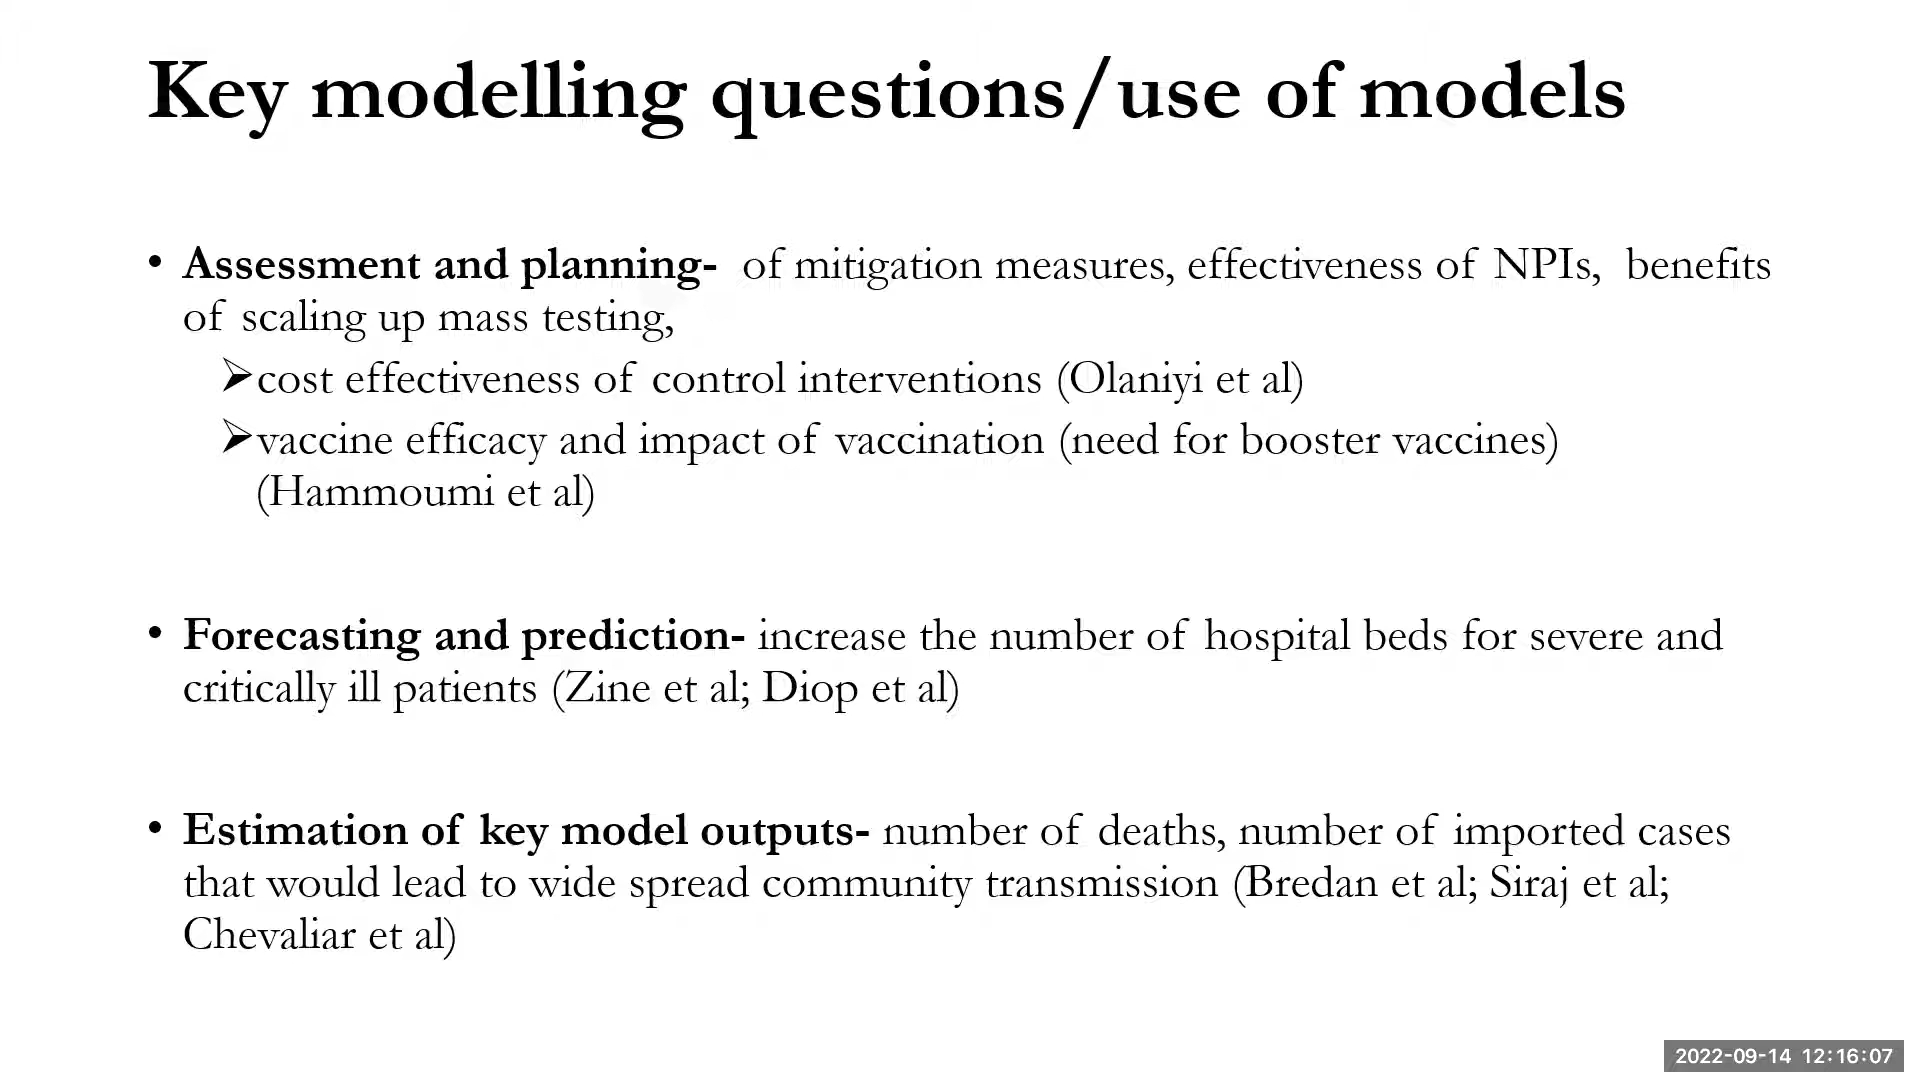 Key modelling questions/use of models
• Assessment and planning- of mitigation measures, effectiveness of NPIs, benefits
of scaling up mass testing,
➢cost effectiveness of control interventions (Olaniyi et al)
➢vaccine efficacy and impact of vaccination (need for booster vaccines)
(Hammoumi et al)
• Forecasting and prediction- increase the number of hospital beds for severe and
critically ill patients (Zine et al; Diop et al)
• Estimation of key model outputs- number of deaths, number of imported cases
that would lead to wide spread community transmission (Bredan et al; Siraj et al;
Chevaliar et al)
2022-09-14 12:16:07